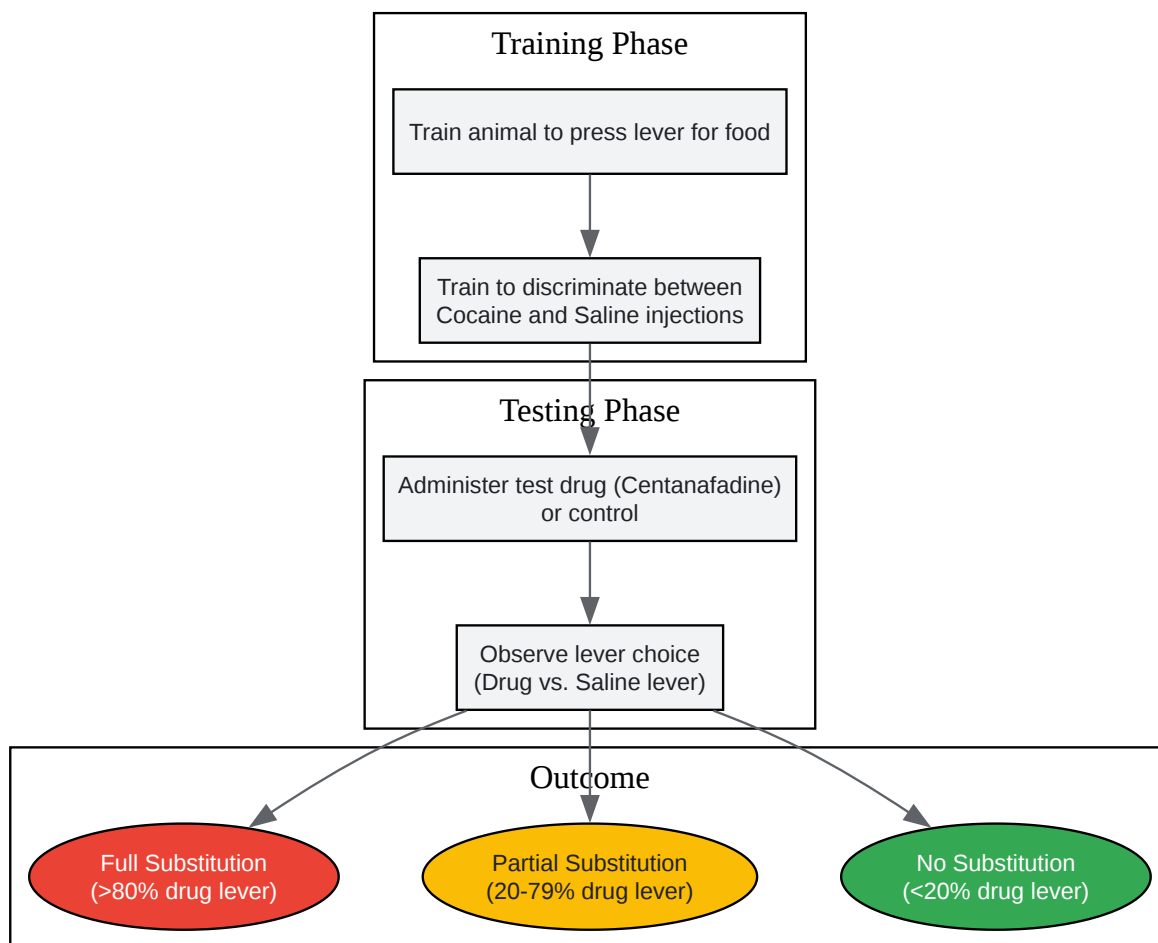 Training Phase
Train animal to press lever for food
Train to discriminate between
Cocaine and Saline injections
Testing Phase
Administer test drug (Centanafadine)
or control
Observe lever choice
(Drug vs. Saline lever)
Outcome
Full Substitution
(>80% drug lever)
Partial Substitution
(20-79% drug lever)
No Substitution
(<20% drug lever)